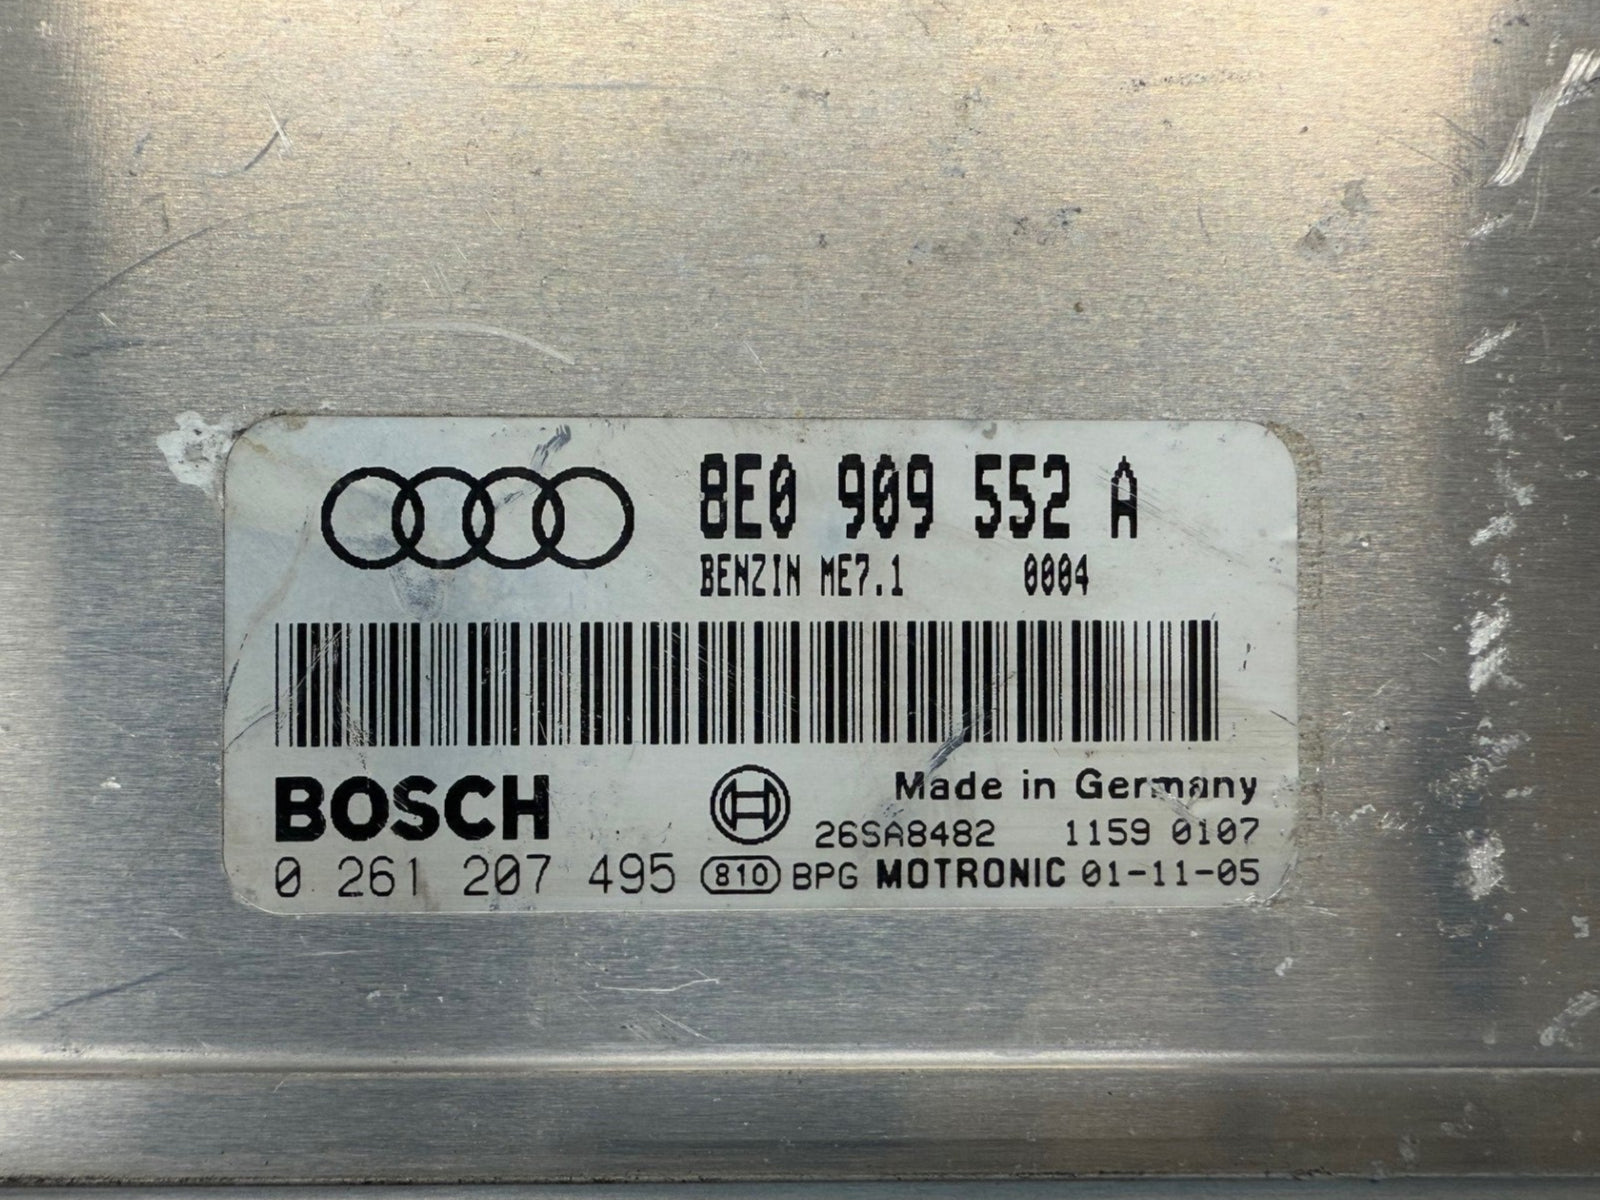 8E0 909 552 A
BENZIN ME7.1 0004
BOSCH
Made in Germany
26SA8482 1159 0107
0 261 207 495 810 BPG MOTRONIC 01-11-05